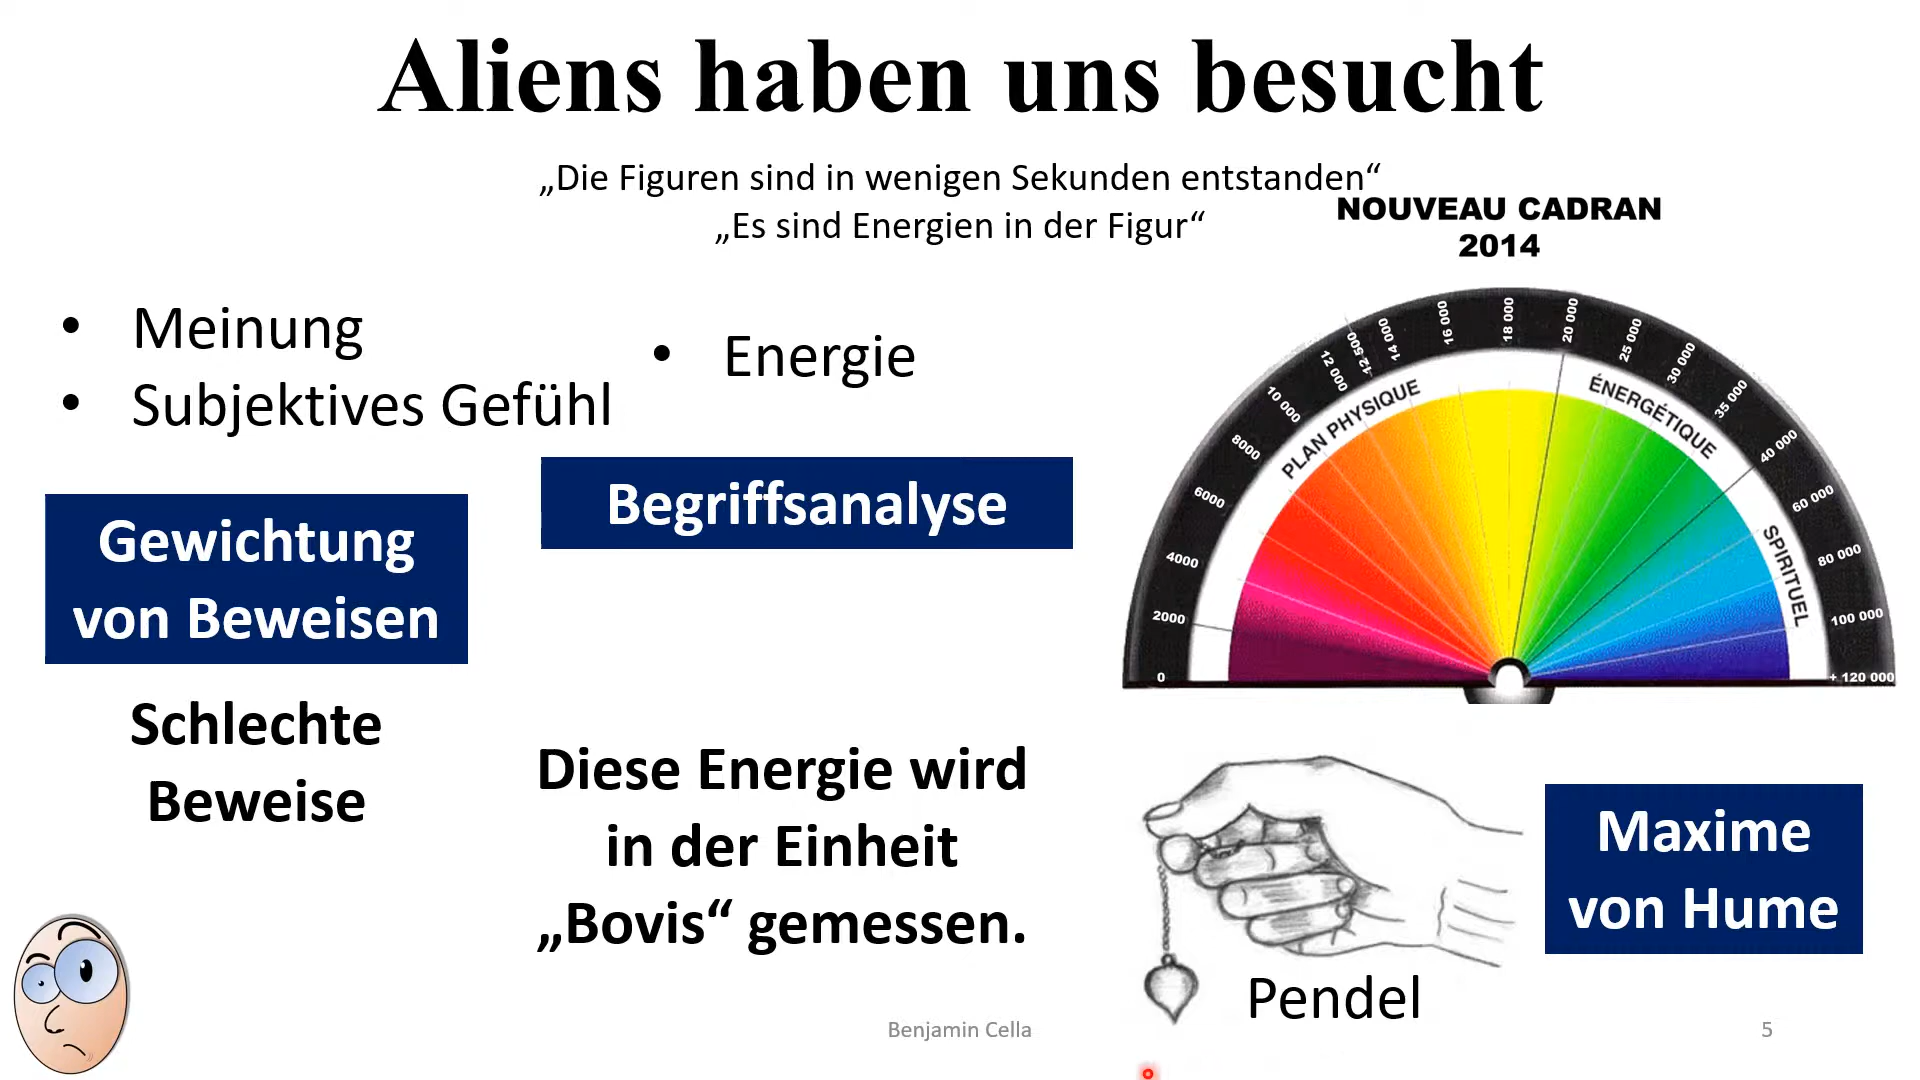 Aliens haben uns besucht
„Die Figuren sind in wenigen Sekunden entstanden“
„Es sind Energien in der Figur“
NOUVEAU CADRAN
2014
• Meinung
• Subjektives Gefühl
• Energie
Gewichtung
von Beweisen
Begriffsanalyse
Schlechte
Beweise
Diese Energie wird
in der Einheit
„Bovis“ gemessen.
0
2000
4000
6000
8000
10 000
12 000
12 500
14 000
16 000
18 000
20 000
25 000
30 000
35 000
40 000
60 000
80 000
100 000
+ 120 000
PLAN PHYSIQUE
ÉNERGÉTIQUE
SPIRITUEL
Maxime
von Hume
Pendel
Benjamin Cella
5